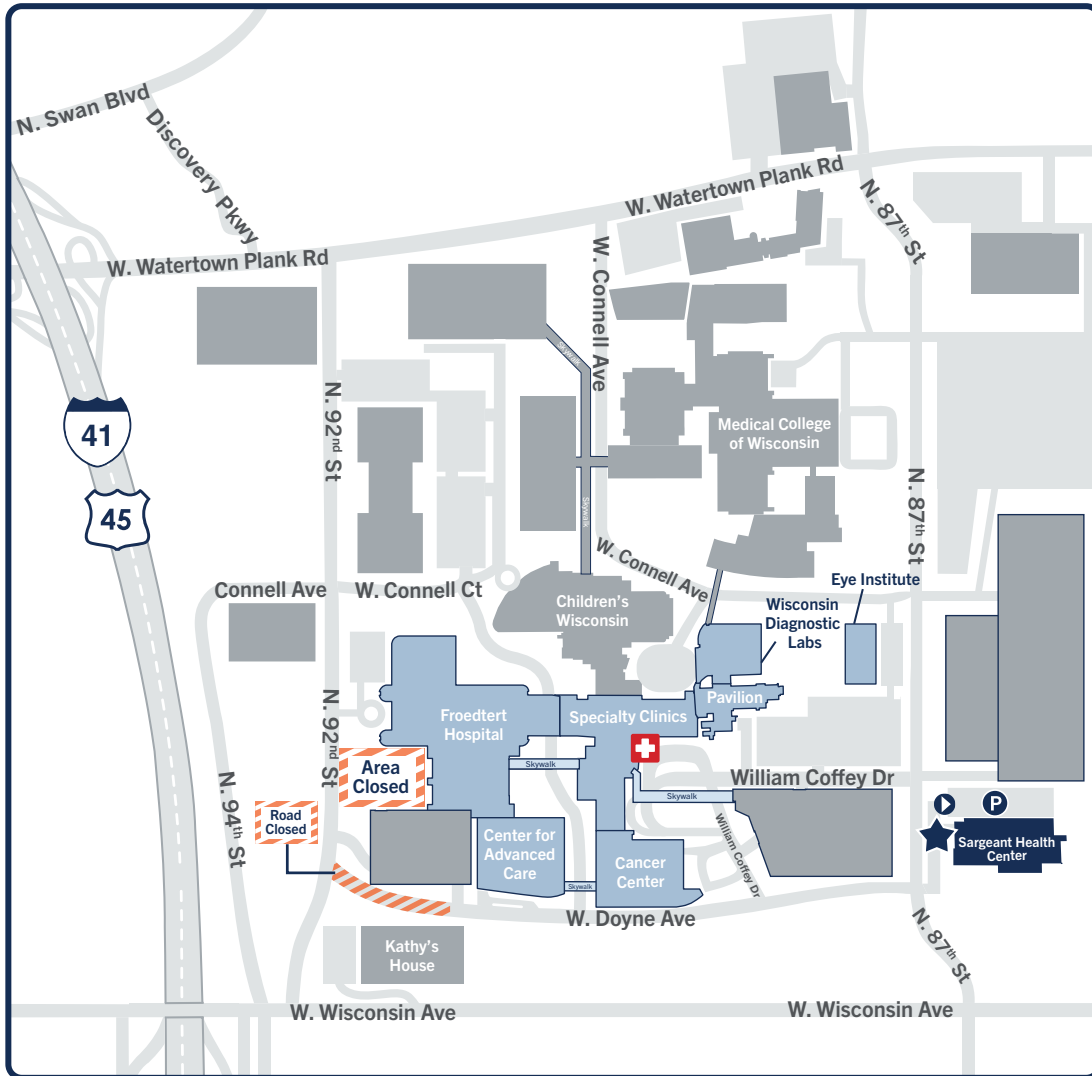 N. Swan Blvd
Discovery Pkwy
W. Watertown Plank Rd
N. 87th St
W. Watertown Plank Rd
W. Connell Ave
Skywalk
N. 92nd St
41
45
Medical College
of Wisconsin
Skywalk
N. 87th St
W. Connell Ave
Connell Ave
W. Connell Ct
Children's
Wisconsin
Eye Institute
Wisconsin
Diagnostic
Labs
Froedtert
Hospital
Specialty Clinics
Pavilion
N. 92nd St
Area
Closed
Skywalk
William Coffey Dr
Skywalk
N. 94th St
Road
Closed
P
Sargeant Health
Center
William Coffey Dr
Center for
Advanced
Care
Cancer
Center
Skywalk
W. Doyne Ave
N. 87th St
Kathy's
House
W. Wisconsin Ave
W. Wisconsin Ave